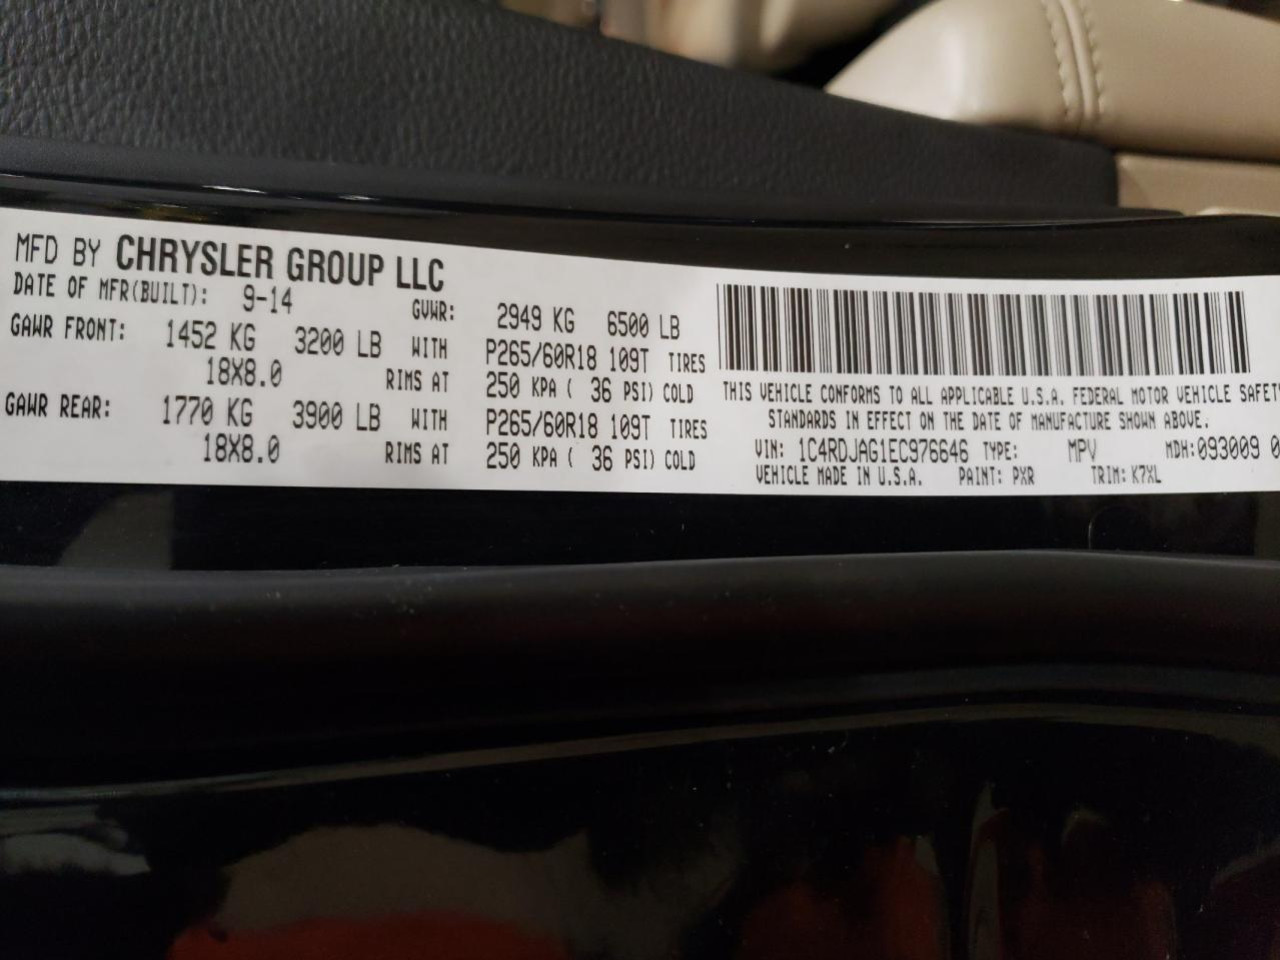 MFD BY CHRYSLER GROUP LLC
DATE OF MFR(BUILT): 9-14 GVWR: 2949 KG 6500 LB
GAWR FRONT: 1452 KG 3200 LB WITH P265/60R18 109T TIRES
18X8.0 RIMS AT 250 KPA ( 36 PSI) COLD
GAWR REAR: 1770 KG 3900 LB WITH P265/60R18 109T TIRES
18X8.0 RIMS AT 250 KPA ( 36 PSI) COLD
THIS VEHICLE CONFORMS TO ALL APPLICABLE U.S.A. FEDERAL MOTOR VEHICLE SAFETY
STANDARDS IN EFFECT ON THE DATE OF MANUFACTURE SHOWN ABOVE.
VIN: 1C4RDJAG1EC976646 TYPE: MPV MDH:093009 0
VEHICLE MADE IN U.S.A. PAINT: PXR TRIM: K7XL